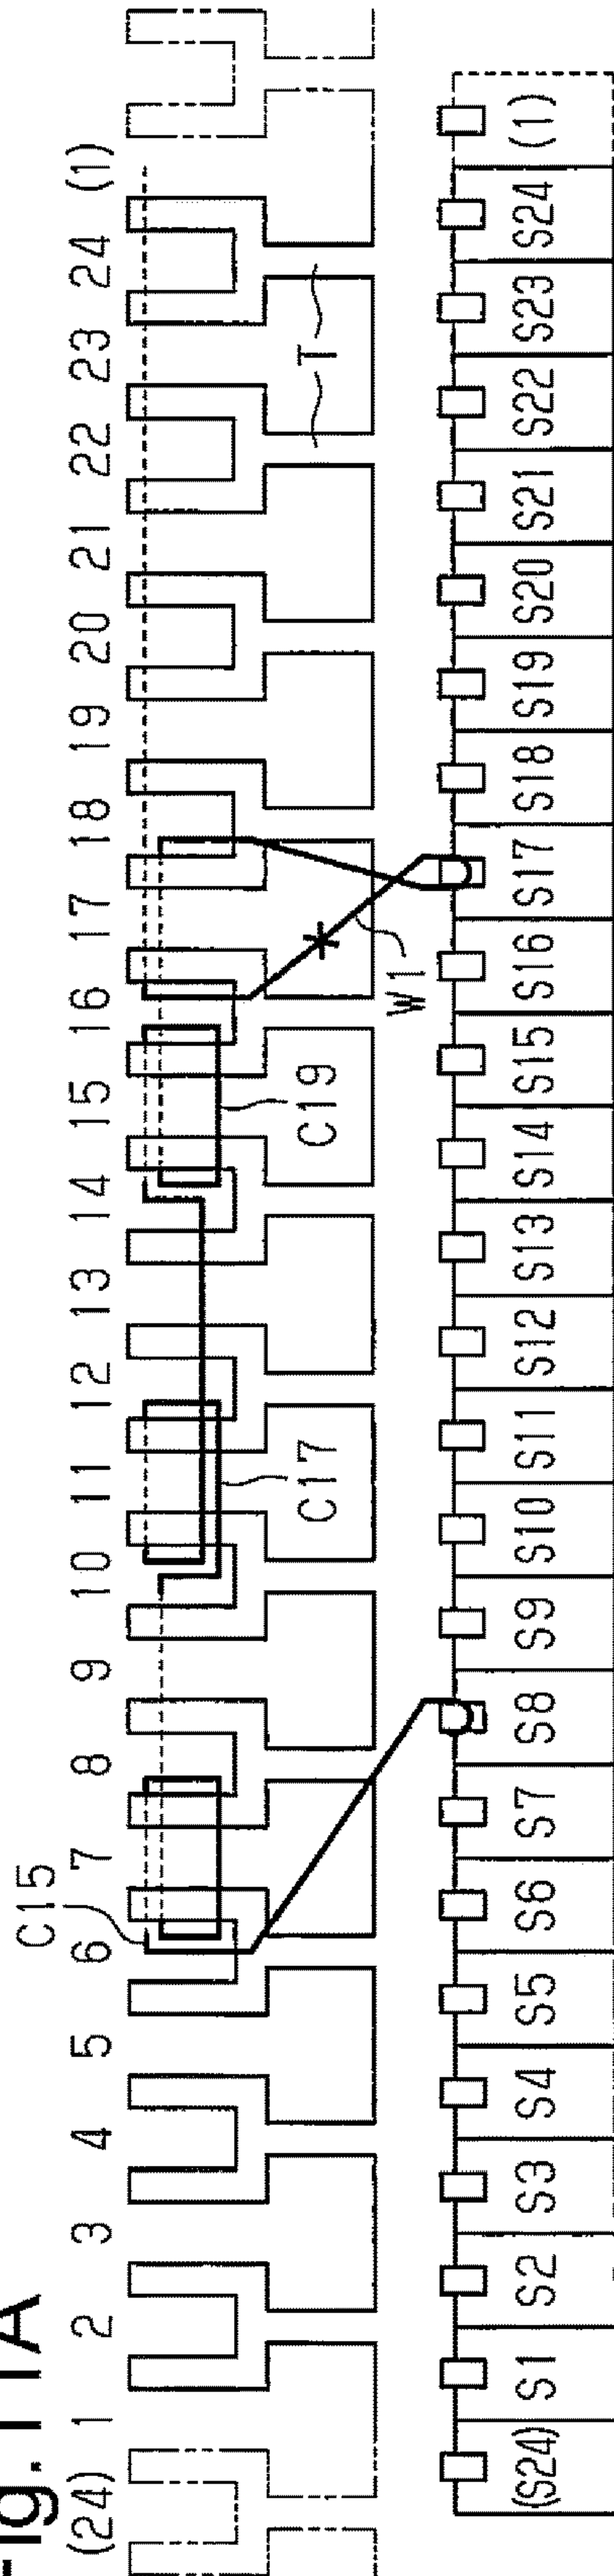 Fig. 11A
(24) 1 2 3 4 5 6 7 8 9 10 11 12 13 14 15 16 17 18 19 20 21 22 23 24 (1)
C15
C17
C19
W1
T
(S24) S1 S2 S3 S4 S5 S6 S7 S8 S9 S10 S11 S12 S13 S14 S15 S16 S17 S18 S19 S20 S21 S22 S23 S24 (1)